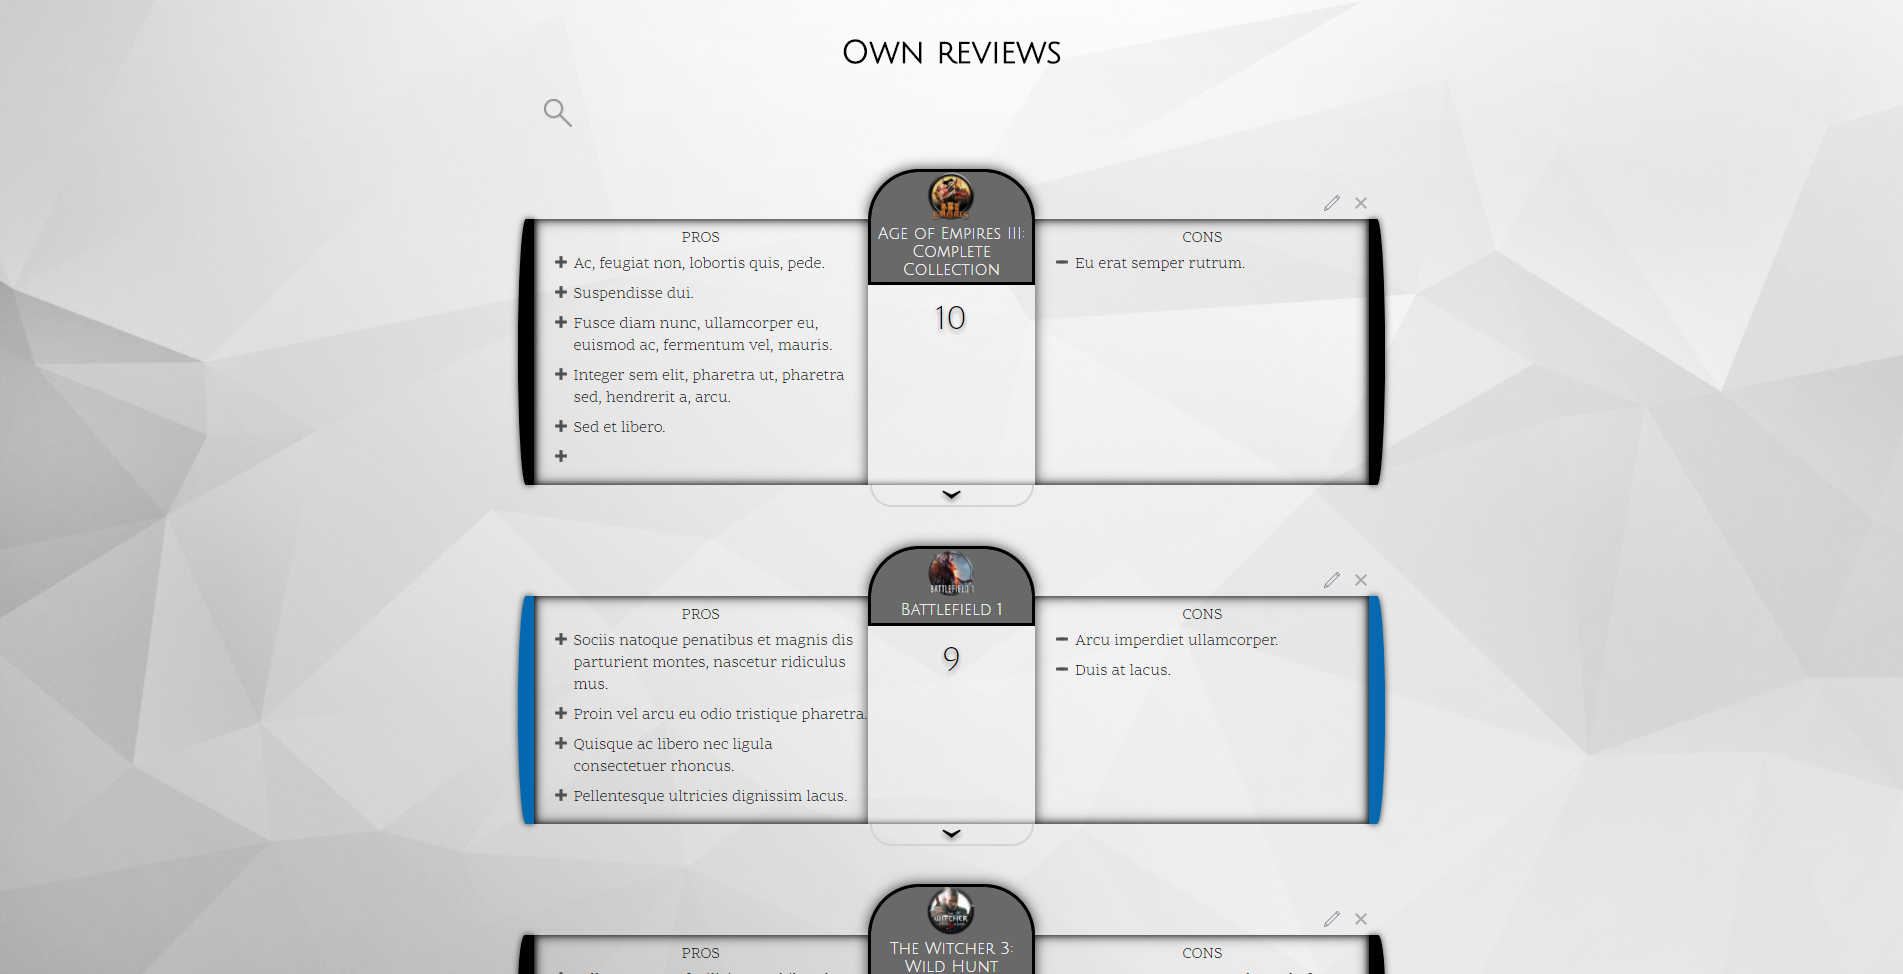 Own reviews
Age of Empires III:
Complete
Collection
10
PROS
Ac, feugiat non, lobortis quis, pede.
Suspendisse dui.
Fusce diam nunc, ullamcorper eu,
euismod ac, fermentum vel, mauris.
Integer sem elit, pharetra ut, pharetra
sed, hendrerit a, arcu.
Sed et libero.
CONS
Eu erat semper rutrum.
BATTLEFIELD 1
Battlefield 1
9
PROS
Sociis natoque penatibus et magnis dis
parturient montes, nascetur ridiculus
mus.
Proin vel arcu eu odio tristique pharetra.
Quisque ac libero nec ligula
consectetuer rhoncus.
Pellentesque ultricies dignissim lacus.
CONS
Arcu imperdiet ullamcorper.
Duis at lacus.
WITCHER
The Witcher 3:
Wild Hunt
PROS
CONS